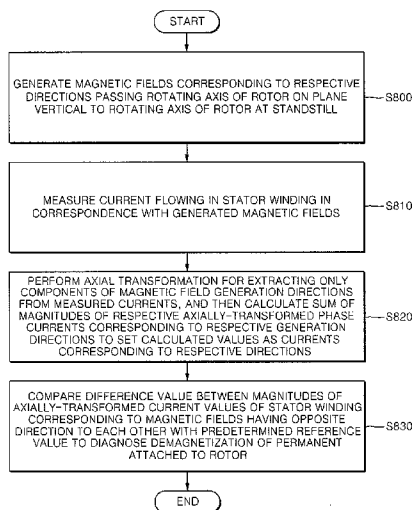 START
GENERATE MAGNETIC FIELDS CORRESPONDING TO RESPECTIVE
DIRECTIONS PASSING ROTATING AXIS OF ROTOR ON PLANE
VERTICAL TO ROTATING AXIS OF ROTOR AT STANDSTILL
S800
MEASURE CURRENT FLOWING IN STATOR WINDING IN
CORRESPONDENCE WITH GENERATED MAGNETIC FIELDS
S810
PERFORM AXIAL TRANSFORMATION FOR EXTRACTING ONLY
COMPONENTS OF MAGNETIC FIELD GENERATION DIRECTIONS
FROM MEASURED CURRENTS, AND THEN CALCULATE SUM OF
MAGNITUDES OF RESPECTIVE AXIALLY-TRANSFORMED PHASE
CURRENTS CORRESPONDING TO RESPECTIVE GENERATION
DIRECTIONS TO SET CALCULATED VALUES AS CURRENTS
CORRESPONDING TO RESPECTIVE DIRECTIONS
S820
COMPARE DIFFERENCE VALUE BETWEEN MAGNITUDES OF
AXIALLY-TRANSFORMED CURRENT VALUES OF STATOR WINDING
CORRESPONDING TO MAGNETIC FIELDS HAVING OPPOSITE
DIRECTION TO EACH OTHER WITH PREDETERMINED REFERENCE
VALUE TO DIAGNOSE DEMAGNETIZATION OF PERMANENT
ATTACHED TO ROTOR
S830
END